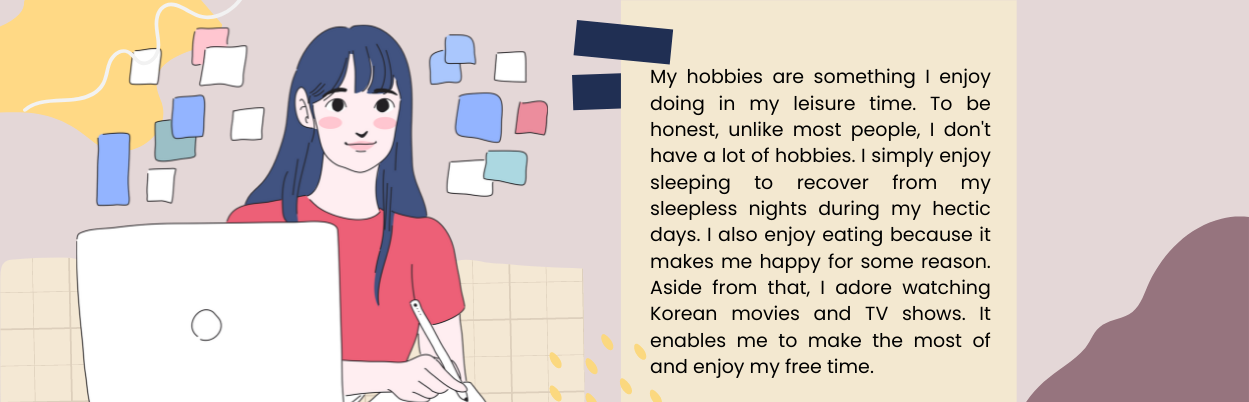 My hobbies are something I enjoy
doing in my leisure time. To be
honest, unlike most people, I don't
have a lot of hobbies. I simply enjoy
sleeping to recover from my
sleepless nights during my hectic
days. I also enjoy eating because it
makes me happy for some reason.
Aside from that, I adore watching
Korean movies and TV shows. It
enables me to make the most of
and enjoy my free time.